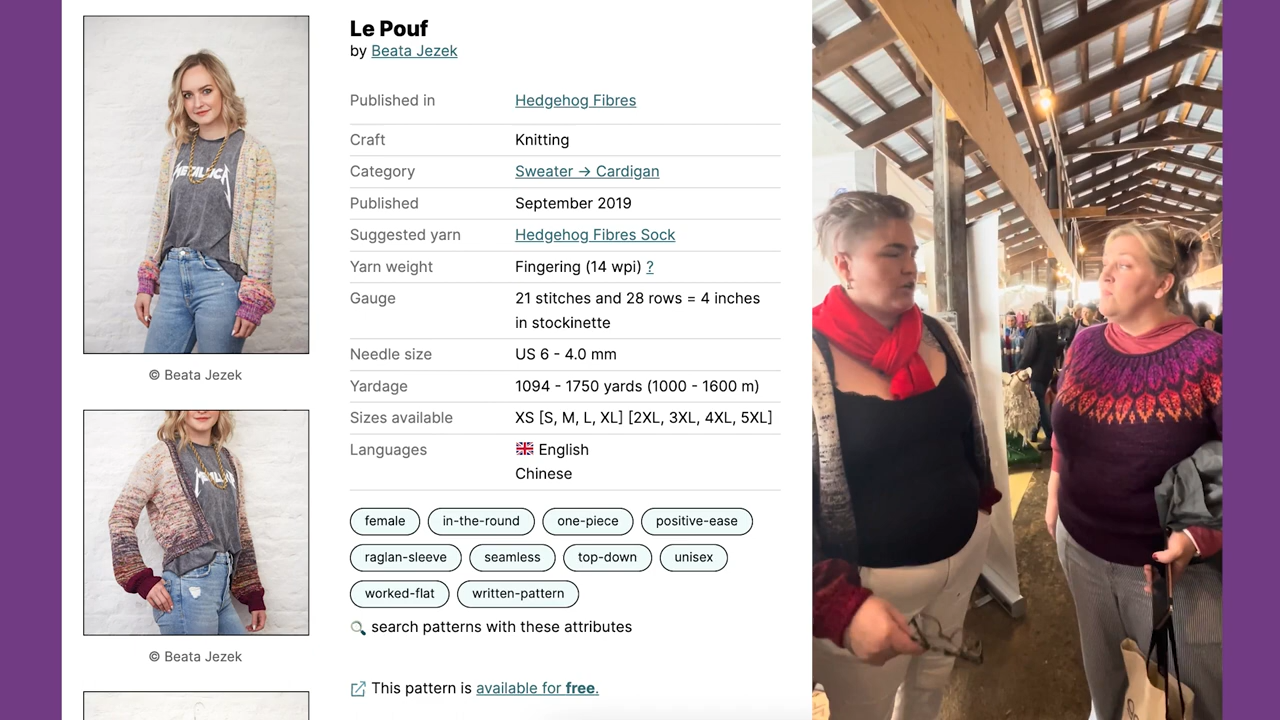 Le Pouf
by Beata Jezek
Published in Hedgehog Fibres
Craft Knitting
Category Sweater → Cardigan
Published September 2019
Suggested yarn Hedgehog Fibres Sock
Yarn weight Fingering (14 wpi) ?
Gauge 21 stitches and 28 rows = 4 inches
in stockinette
Needle size US 6 - 4.0 mm
Yardage 1094 - 1750 yards (1000 - 1600 m)
Sizes available XS [S, M, L, XL] [2XL, 3XL, 4XL, 5XL]
Languages English
Chinese
female in-the-round one-piece positive-ease
raglan-sleeve seamless top-down unisex
worked-flat written-pattern
search patterns with these attributes
This pattern is available for free.
METALLICA
© Beata Jezek
© Beata Jezek